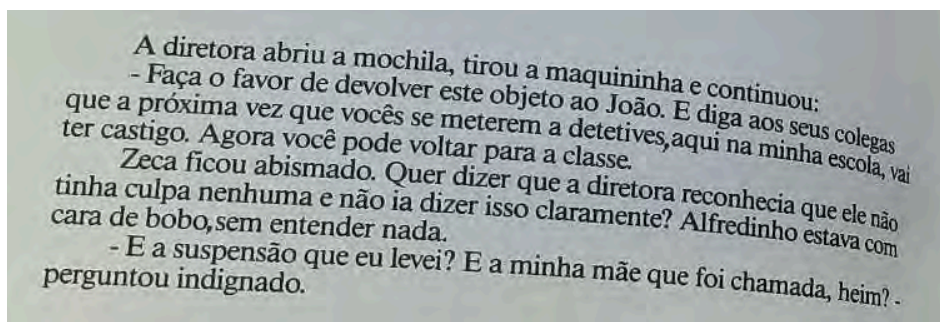 A diretora abriu a mochila, tirou a maquininha e continuou:
- Faça o favor de devolver este objeto ao João. E diga aos seus colegas
que a próxima vez que vocês se meterem a detetives,aqui na minha escola, vai
ter castigo. Agora você pode voltar para a classe.
Zeca ficou abismado. Quer dizer que a diretora reconhecia que ele não
tinha culpa nenhuma e não ia dizer isso claramente? Alfredinho estava com
cara de bobo,sem entender nada.
- E a suspensão que eu levei? E a minha mãe que foi chamada, heim? -
perguntou indignado.